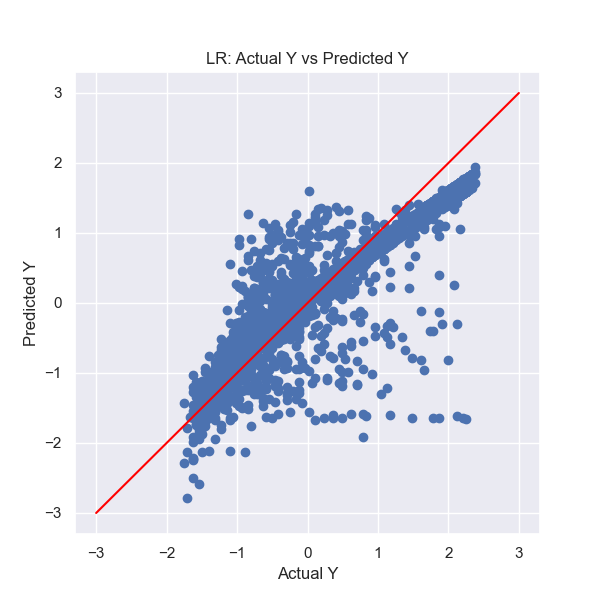 LR: Actual Y vs Predicted Y
3
2
1
0
−1
−2
−3
Predicted Y
−3 −2 −1 0 1 2 3
Actual Y